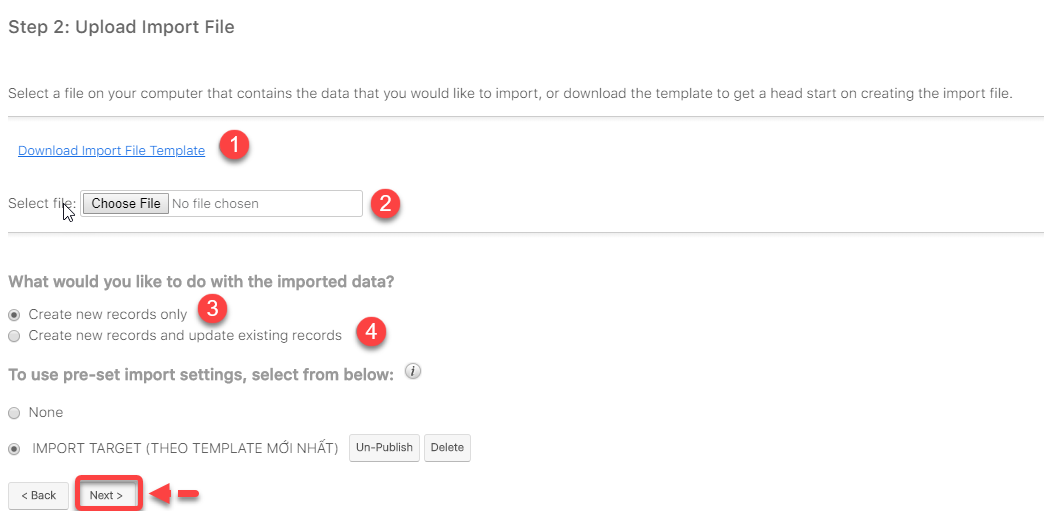 Step 2: Upload Import File
Select a file on your computer that contains the data that you would like to import, or download the template to get a head start on creating the import file.
Download Import File Template 1
Select file: Choose File No file chosen 2
What would you like to do with the imported data?
Create new records only 3
Create new records and update existing records 4
To use pre-set import settings, select from below: i
None
IMPORT TARGET (THEO TEMPLATE MỚI NHẤT) Un-Publish Delete
< Back Next >